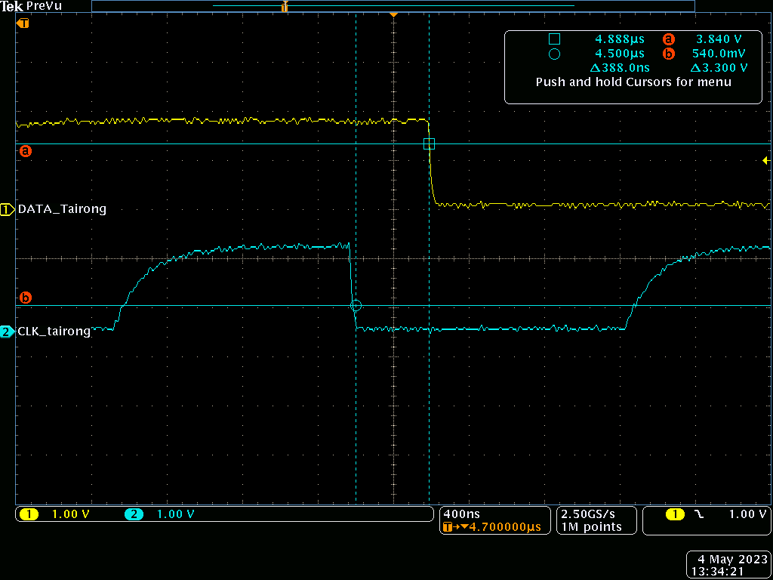 Tek PreVu
T
4.888µs a 3.840 V
4.500µs b 540.0mV
Δ388.0ns Δ3.300 V
Push and hold Cursors for menu
a
1 DATA_Tairong
b
2 CLK_tairong
1 1.00 V 2 1.00 V
400ns
T→▼4.700000µs
2.50GS/s
1M points
1 1.00 V
4 May 2023
13:34:21